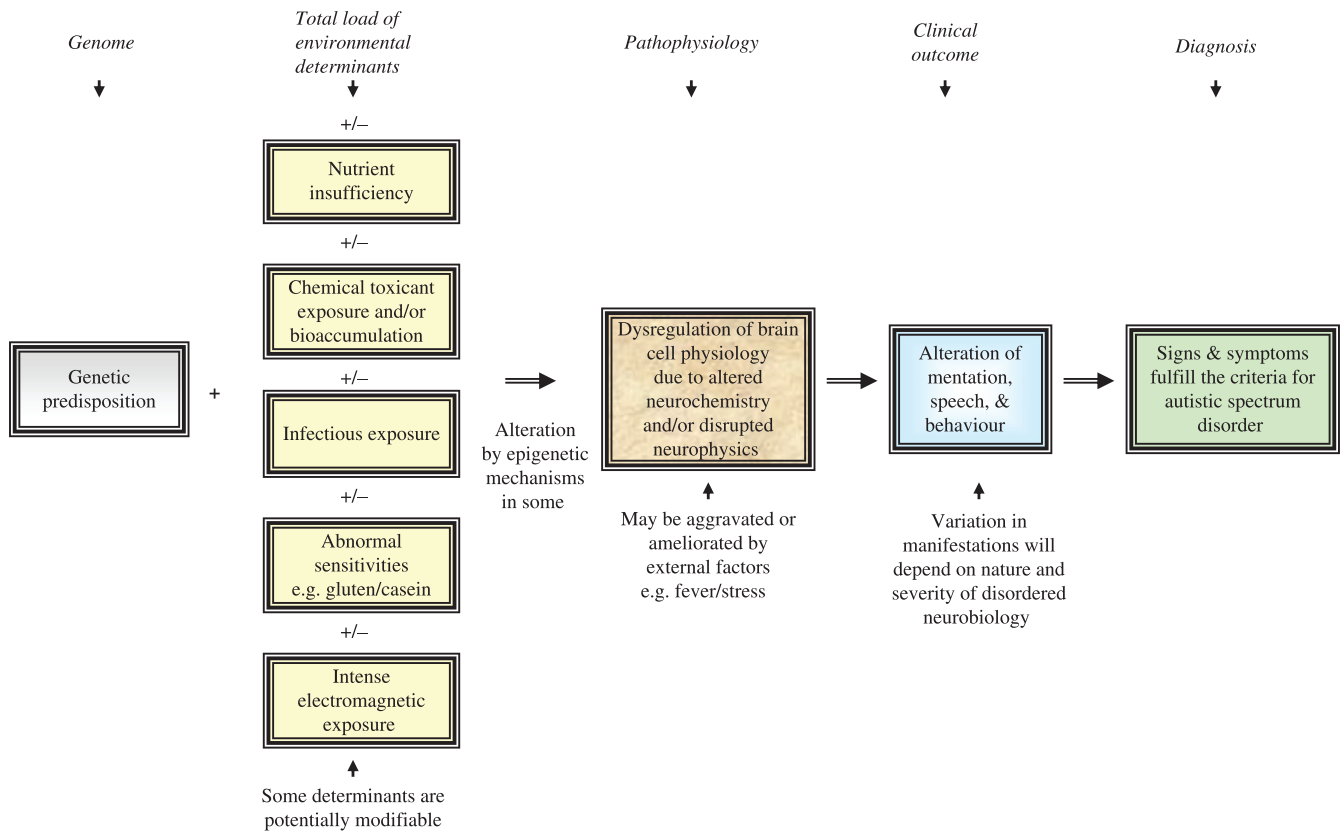 Genome
Total load of
environmental
determinants
Pathophysiology
Clinical
outcome
Diagnosis
+/–
Nutrient
insufficiency
+/–
Chemical toxicant
exposure and/or
bioaccumulation
+/–
Infectious exposure
+/–
Abnormal
sensitivities
e.g. gluten/casein
+/–
Intense
electromagnetic
exposure
Some determinants are
potentially modifiable
Genetic
predisposition
+
Alteration
by epigenetic
mechanisms
in some
Dysregulation of brain
cell physiology
due to altered
neurochemistry
and/or disrupted
neurophysics
May be aggravated or
ameliorated by
external factors
e.g. fever/stress
Alteration of
mentation,
speech, &
behaviour
Variation in
manifestations will
depend on nature and
severity of disordered
neurobiology
Signs & symptoms
fulfill the criteria for
autistic spectrum
disorder